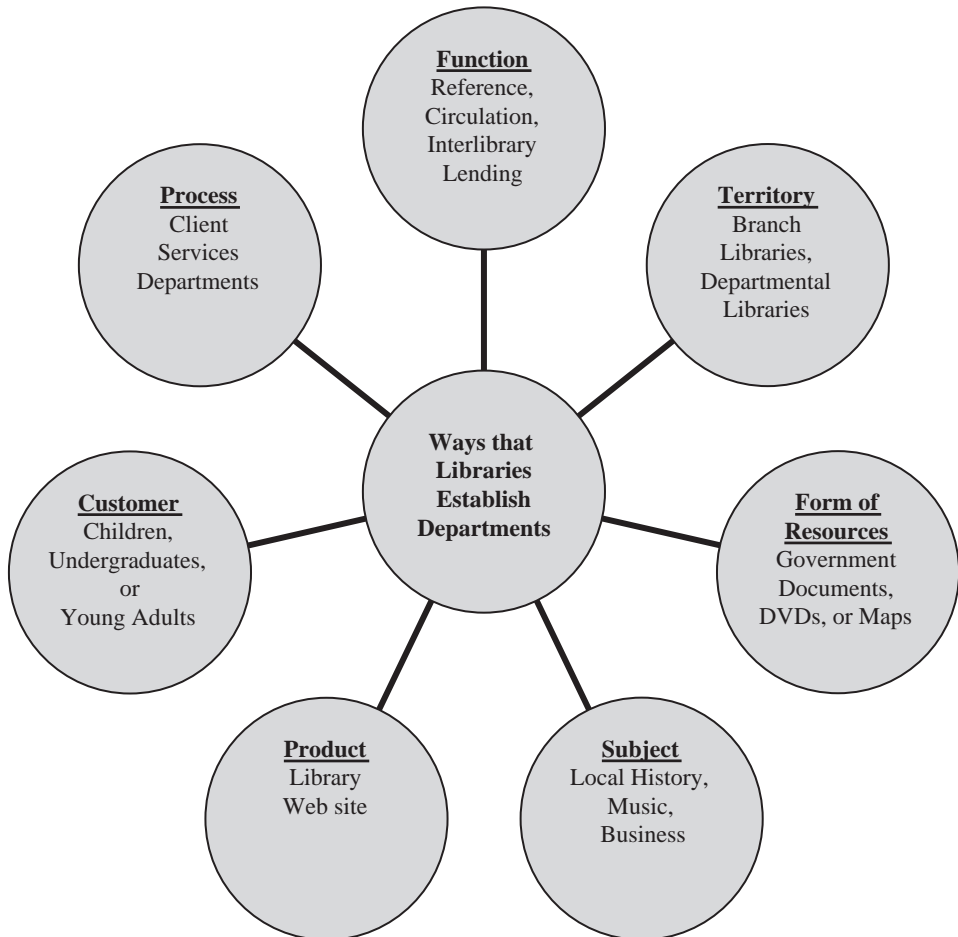 Function
Reference,
Circulation,
Interlibrary
Lending
Process
Client
Services
Departments
Territory
Branch
Libraries,
Departmental
Libraries
Ways that
Libraries
Establish
Departments
Customer
Children,
Undergraduates,
or
Young Adults
Form of
Resources
Government
Documents,
DVDs, or Maps
Product
Library
Web site
Subject
Local History,
Music,
Business